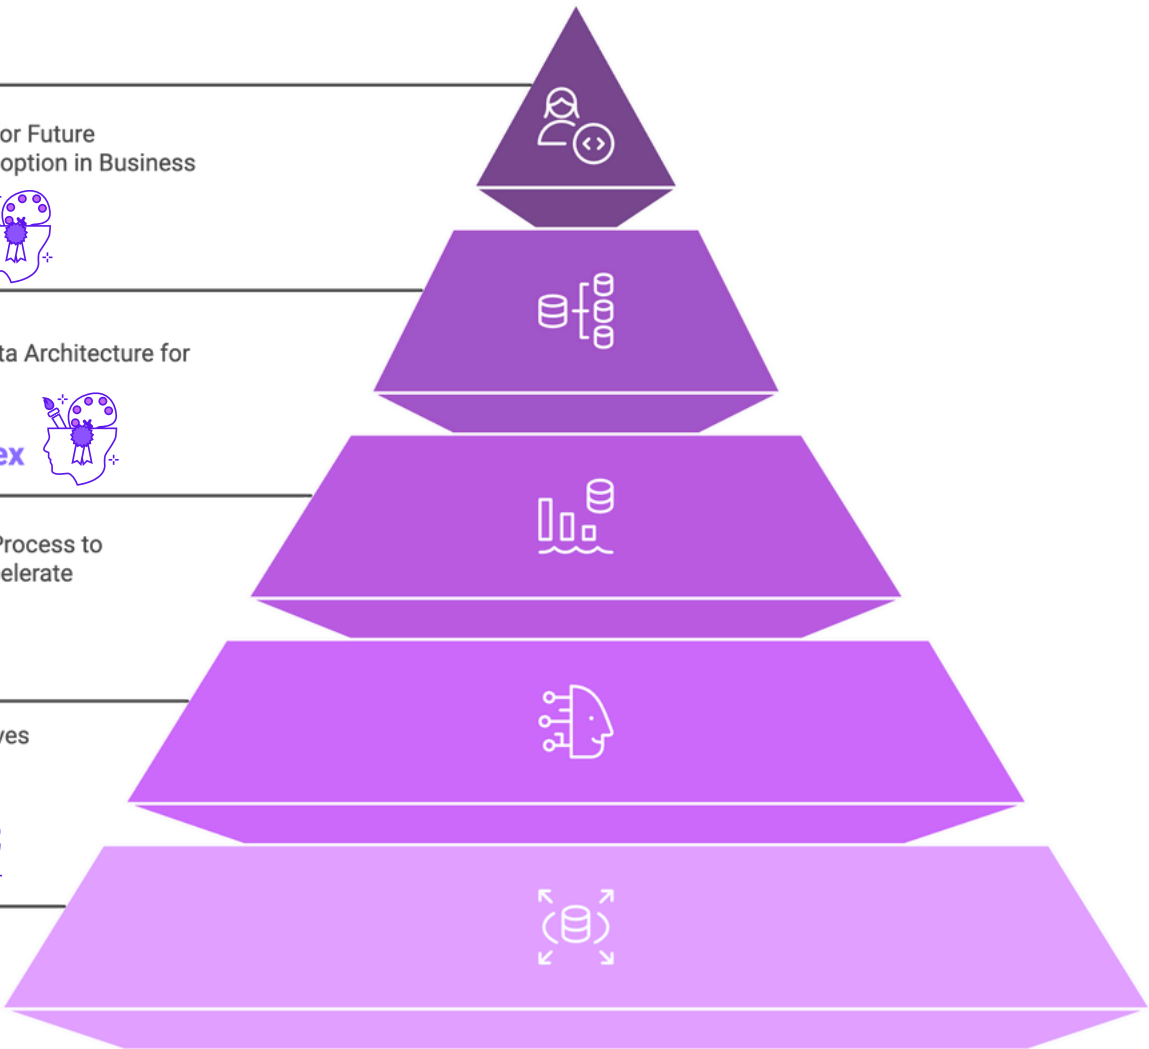 or Future
option in Business
ta Architecture for
ex
Process to
elerate
ves